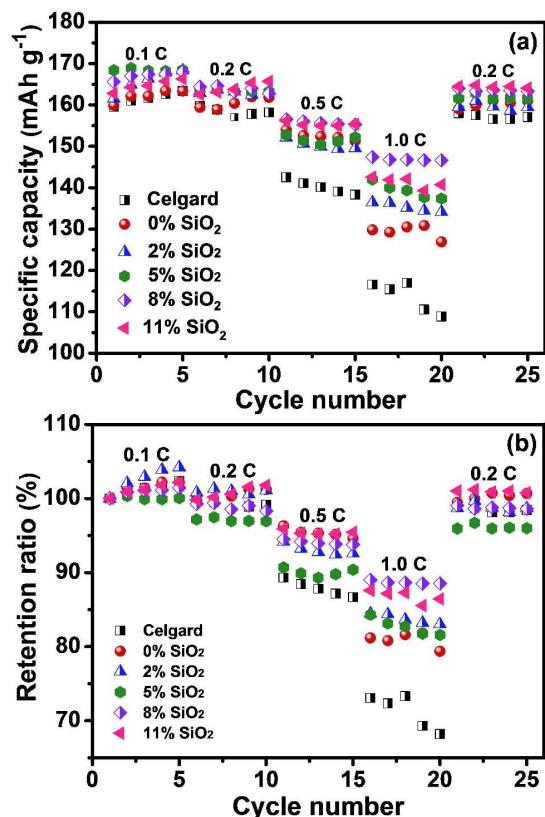 (a)
0.1 C
0.2 C
0.5 C
1.0 C
0.2 C
Specific capacity (mAh g⁻¹)
170
160
150
140
130
120
110
100
Celgard
0% SiO₂
2% SiO₂
5% SiO₂
8% SiO₂
11% SiO₂
0 5 10 15 20 25
Cycle number
(b)
0.1 C
0.2 C
0.5 C
1.0 C
0.2 C
Retention ratio (%)
110
100
90
80
70
Celgard
0% SiO₂
2% SiO₂
5% SiO₂
8% SiO₂
11% SiO₂
0 5 10 15 20 25
Cycle number